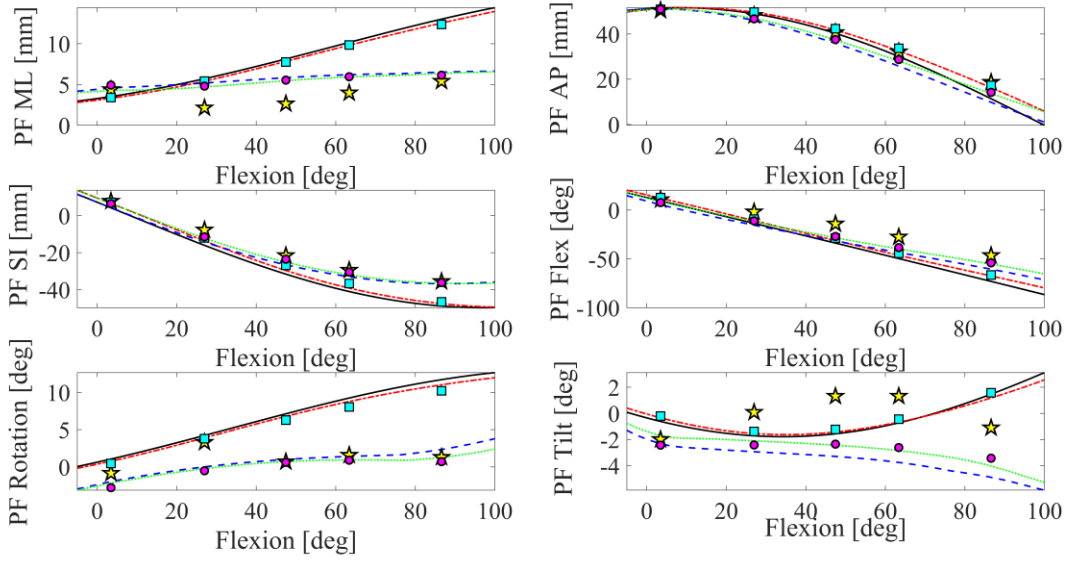 PF ML [mm]
10
5
0
0 20 40 60 80 100
Flexion [deg]
PF AP [mm]
40
20
0
0 20 40 60 80 100
Flexion [deg]
PF SI [mm]
0
-20
-40
0 20 40 60 80 100
Flexion [deg]
PF Flex [deg]
0
-50
-100
0 20 40 60 80 100
Flexion [deg]
PF Rotation [deg]
10
5
0
0 20 40 60 80 100
Flexion [deg]
PF Tilt [deg]
2
0
-2
-4
0 20 40 60 80 100
Flexion [deg]